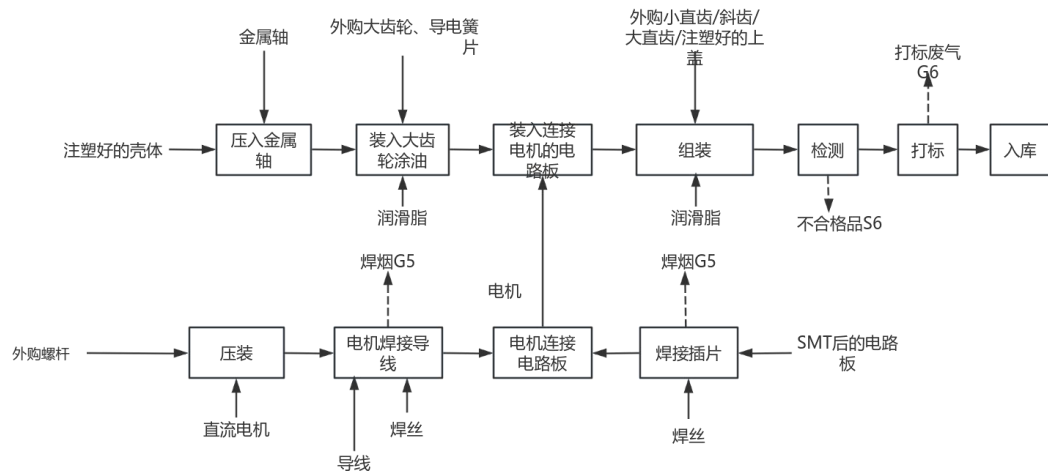 金属轴
外购大齿轮、导电簧
片
外购小直齿/斜齿/
大直齿/注塑好的上
盖
打标废气
G6
注塑好的壳体
压入金属
轴
装入大齿
轮涂油
装入连接
电机的电
路板
组装
检测
打标
入库
润滑脂
润滑脂
不合格品S6
焊烟G5
电机
焊烟G5
外购螺杆
压装
电机焊接导
线
电机连接
电路板
焊接插片
SMT后的电路
板
直流电机
焊丝
焊丝
导线